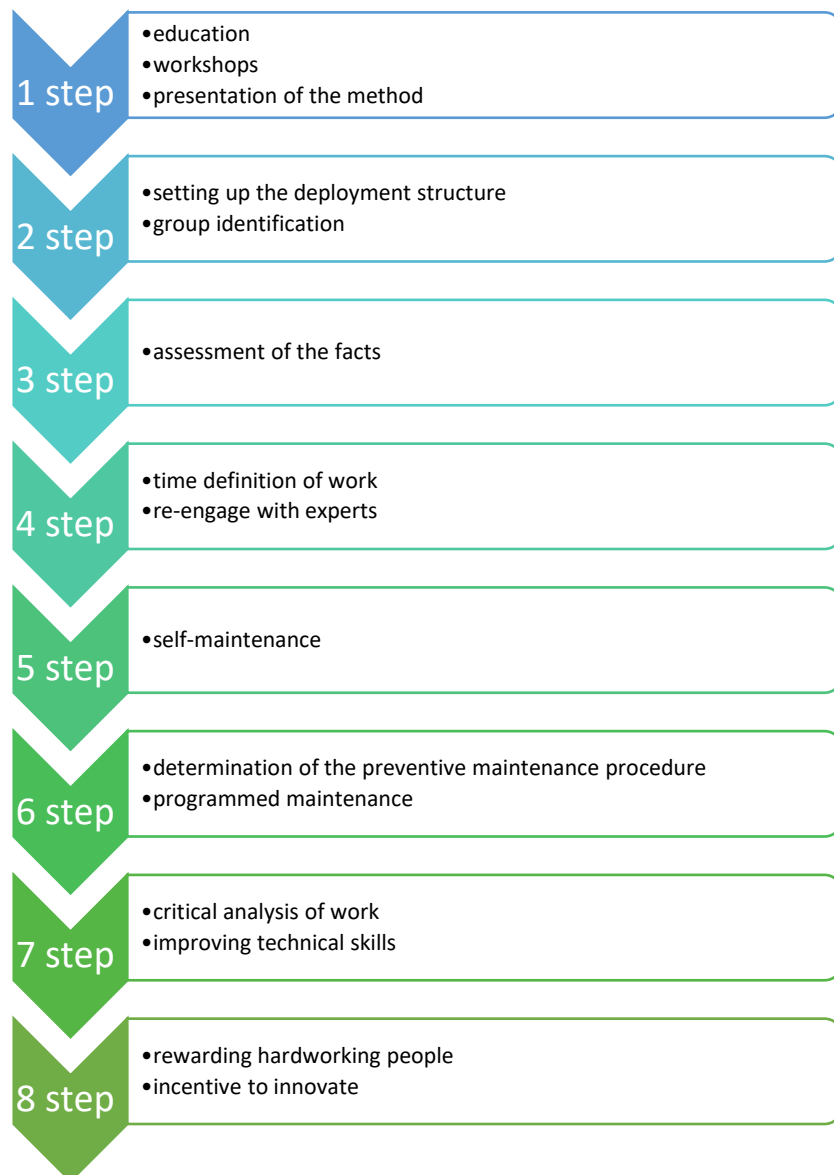 1 step
•education
•workshops
•presentation of the method
2 step
•setting up the deployment structure
•group identification
3 step
•assessment of the facts
4 step
•time definition of work
•re-engage with experts
5 step
•self-maintenance
6 step
•determination of the preventive maintenance procedure
•programmed maintenance
7 step
•critical analysis of work
•improving technical skills
8 step
•rewarding hardworking people
•incentive to innovate